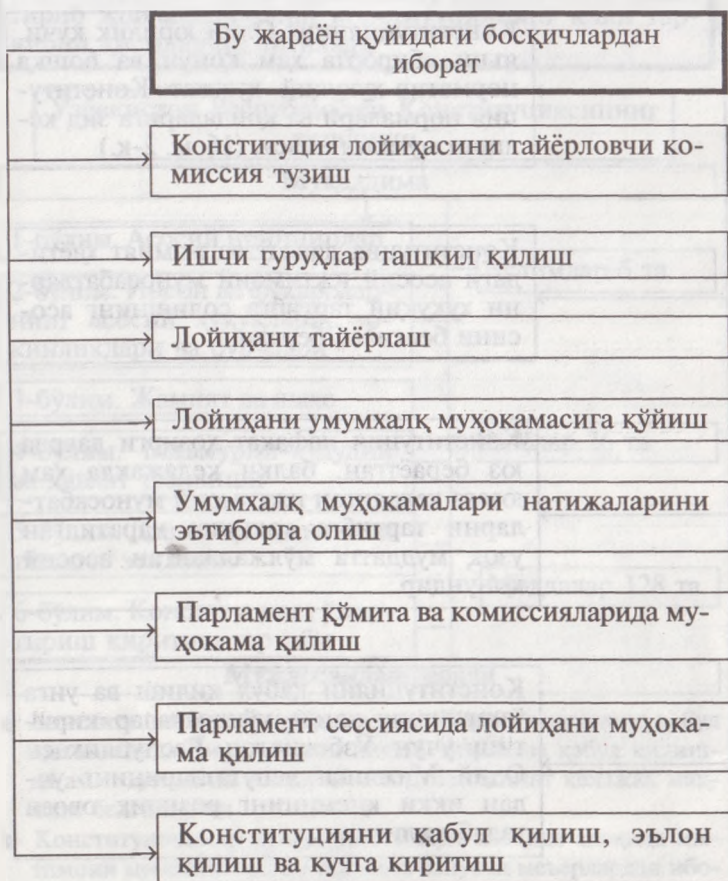 Бу жараён қуйидаги босқичлардан
иборат
Конституция лойиҳасини тайёрловчи ко-
миссия тузиш
Ишчи гуруҳлар ташкил қилиш
Лойиҳани тайёрлаш
Лойиҳани умумхалқ муҳокамасига қўйиш
Умумхалқ муҳокамалари натижаларини
эътиборга олиш
Парламент қўмита ва комиссияларида му-
ҳокама қилиш
Парламент сессиясида лойиҳани муҳока-
ма қилиш
Конституцияни қабул қилиш, эълон
қилиш ва кучга киритиш